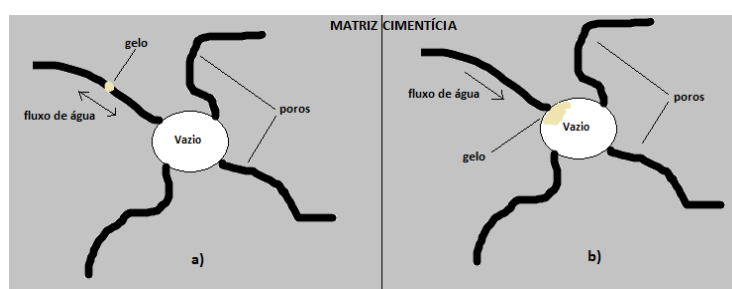 MATRIZ CIMENTÍCIA
gelo
fluxo de água
poros
Vazio
a)
fluxo de água
poros
Vazio
gelo
b)